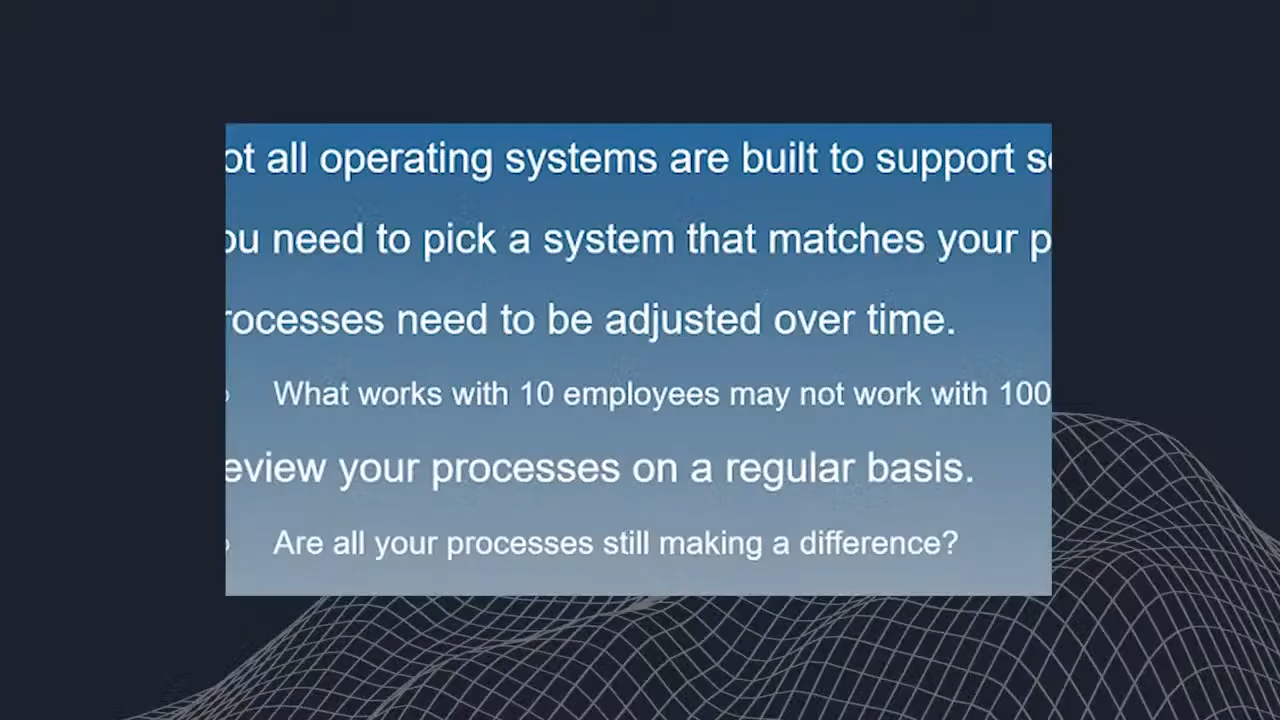 ot all operating systems are built to support
ou need to pick a system that matches your p
rocesses need to be adjusted over time.
What works with 10 employees may not work with 100
eview your processes on a regular basis.
Are all your processes still making a difference?